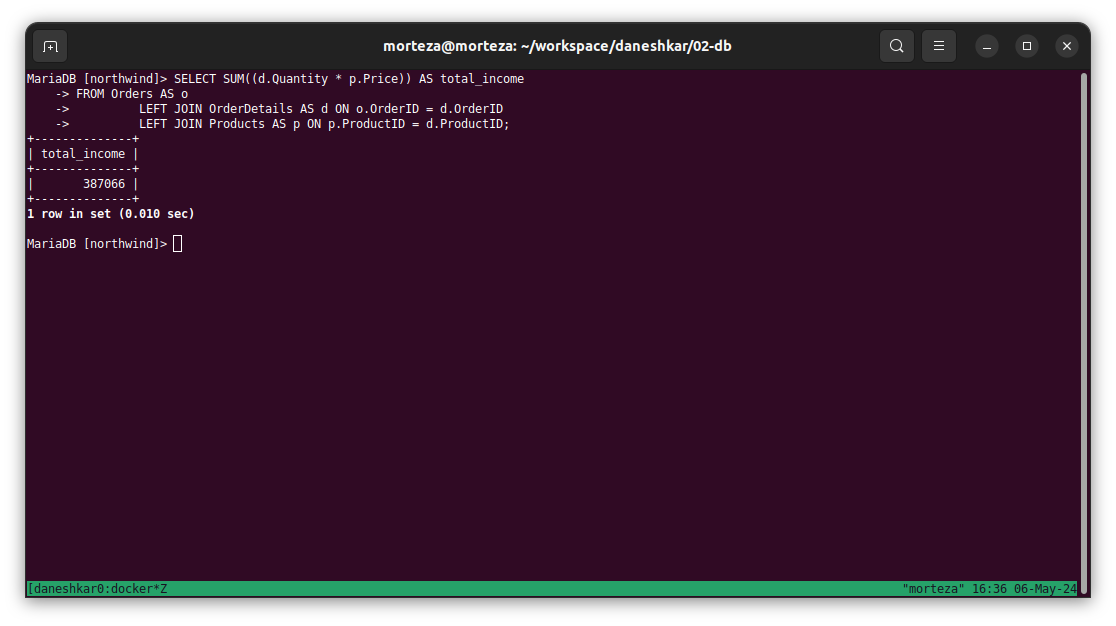 morteza@morteza: ~/workspace/daneshkar/02-db
MariaDB [northwind]> SELECT SUM((d.Quantity * p.Price)) AS total_income
    -> FROM Orders AS o
    ->          LEFT JOIN OrderDetails AS d ON o.OrderID = d.OrderID
    ->          LEFT JOIN Products AS p ON p.ProductID = d.ProductID;
+--------------+
| total_income |
+--------------+
|       387066 |
+--------------+
1 row in set (0.010 sec)
MariaDB [northwind]>
[daneshkar0:docker*Z "morteza" 16:36 06-May-24